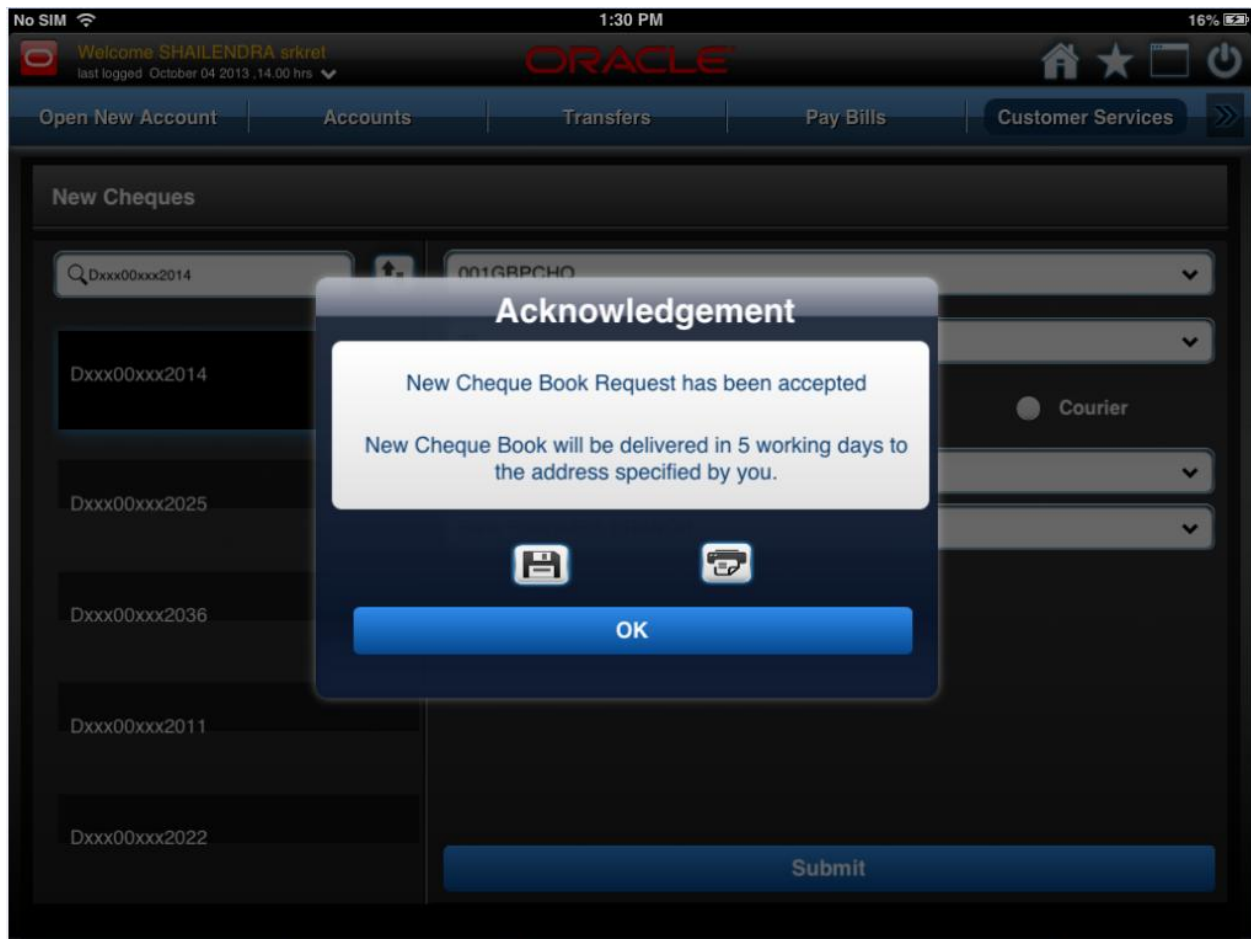 No SIM 1:30 PM 16%
Welcome SHAILENDRA srkret
last logged October 04 2013 ,14.00 hrs
ORACLE
Open New Account Accounts Transfers Pay Bills Customer Services
New Cheques
Dxxx00xxx2014
001GBPCHQ
Acknowledgement
Dxxx00xxx2014
New Cheque Book Request has been accepted
Courier
New Cheque Book will be delivered in 5 working days to
the address specified by you.
Dxxx00xxx2025
Dxxx00xxx2036
OK
Dxxx00xxx2011
Dxxx00xxx2022
Submit